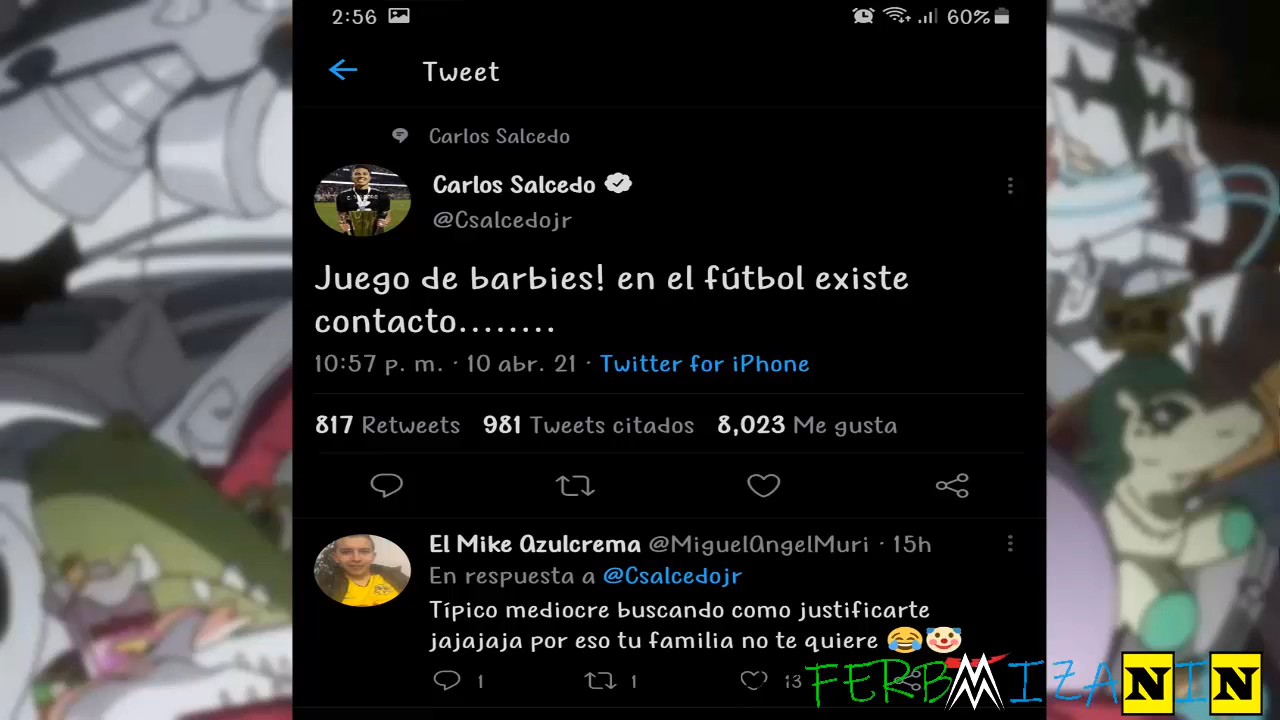 2:56 60%
Tweet
Carlos Salcedo
Carlos Salcedo
@Csalcedojr
Juego de barbies! en el fútbol existe
contacto........
10:57 p. m. · 10 abr. 21 · Twitter for iPhone
817 Retweets 981 Tweets citados 8,023 Me gusta
El Mike Azulcrema @MiguelAngelMuri · 15h
En respuesta a @Csalcedojr
Típico mediocre buscando como justificarte
jajajaja por eso tu familia no te quiere 😂🤡
1 1 13
FERBMIZANIN